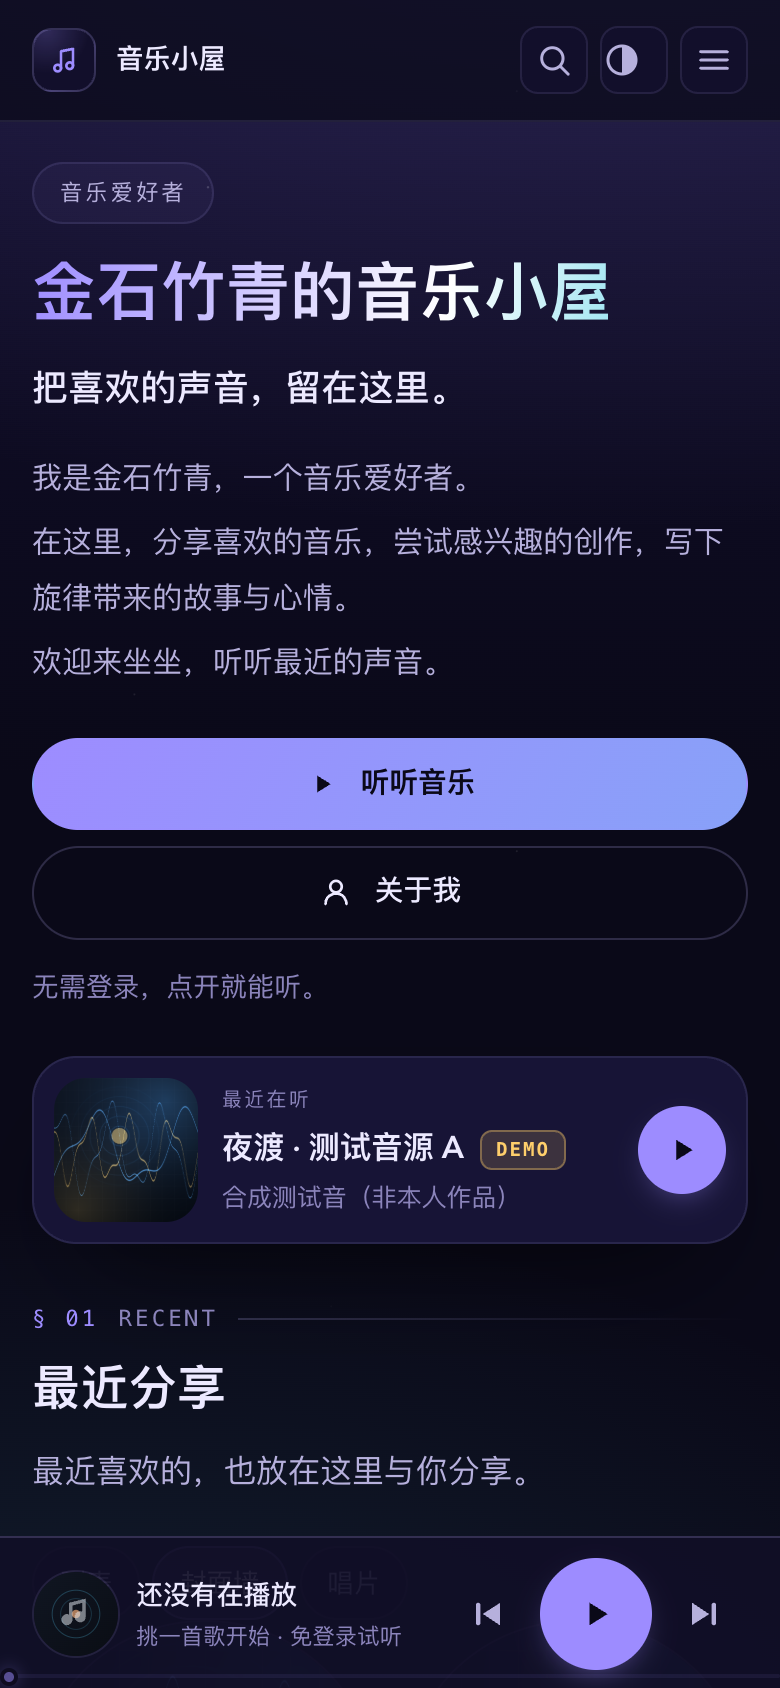 音乐小屋
音乐爱好者
金石竹青的音乐小屋
把喜欢的声音，留在这里。
我是金石竹青，一个音乐爱好者。
在这里，分享喜欢的音乐，尝试感兴趣的创作，写下
旋律带来的故事与心情。
欢迎来坐坐，听听最近的声音。
听听音乐
关于我
无需登录，点开就能听。
最近在听
夜渡 · 测试音源 A DEMO
合成测试音（非本人作品）
§ 01 RECENT
最近分享
最近喜欢的，也放在这里与你分享。
封面墙 唱片
还没有在播放
挑一首歌开始 · 免登录试听